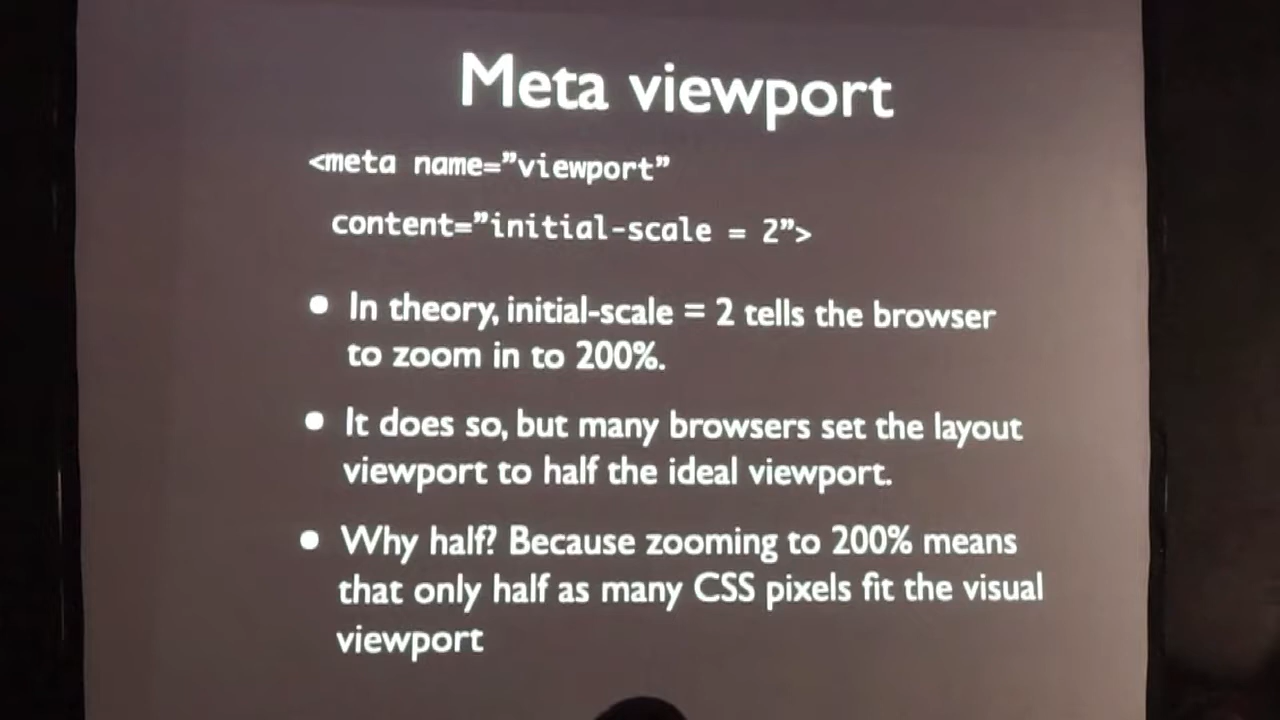 Meta viewport
<meta name=”viewport”
content=”initial-scale = 2”>
• In theory, initial-scale = 2 tells the browser
to zoom in to 200%.
• It does so, but many browsers set the layout
viewport to half the ideal viewport.
• Why half? Because zooming to 200% means
that only half as many CSS pixels fit the visual
viewport